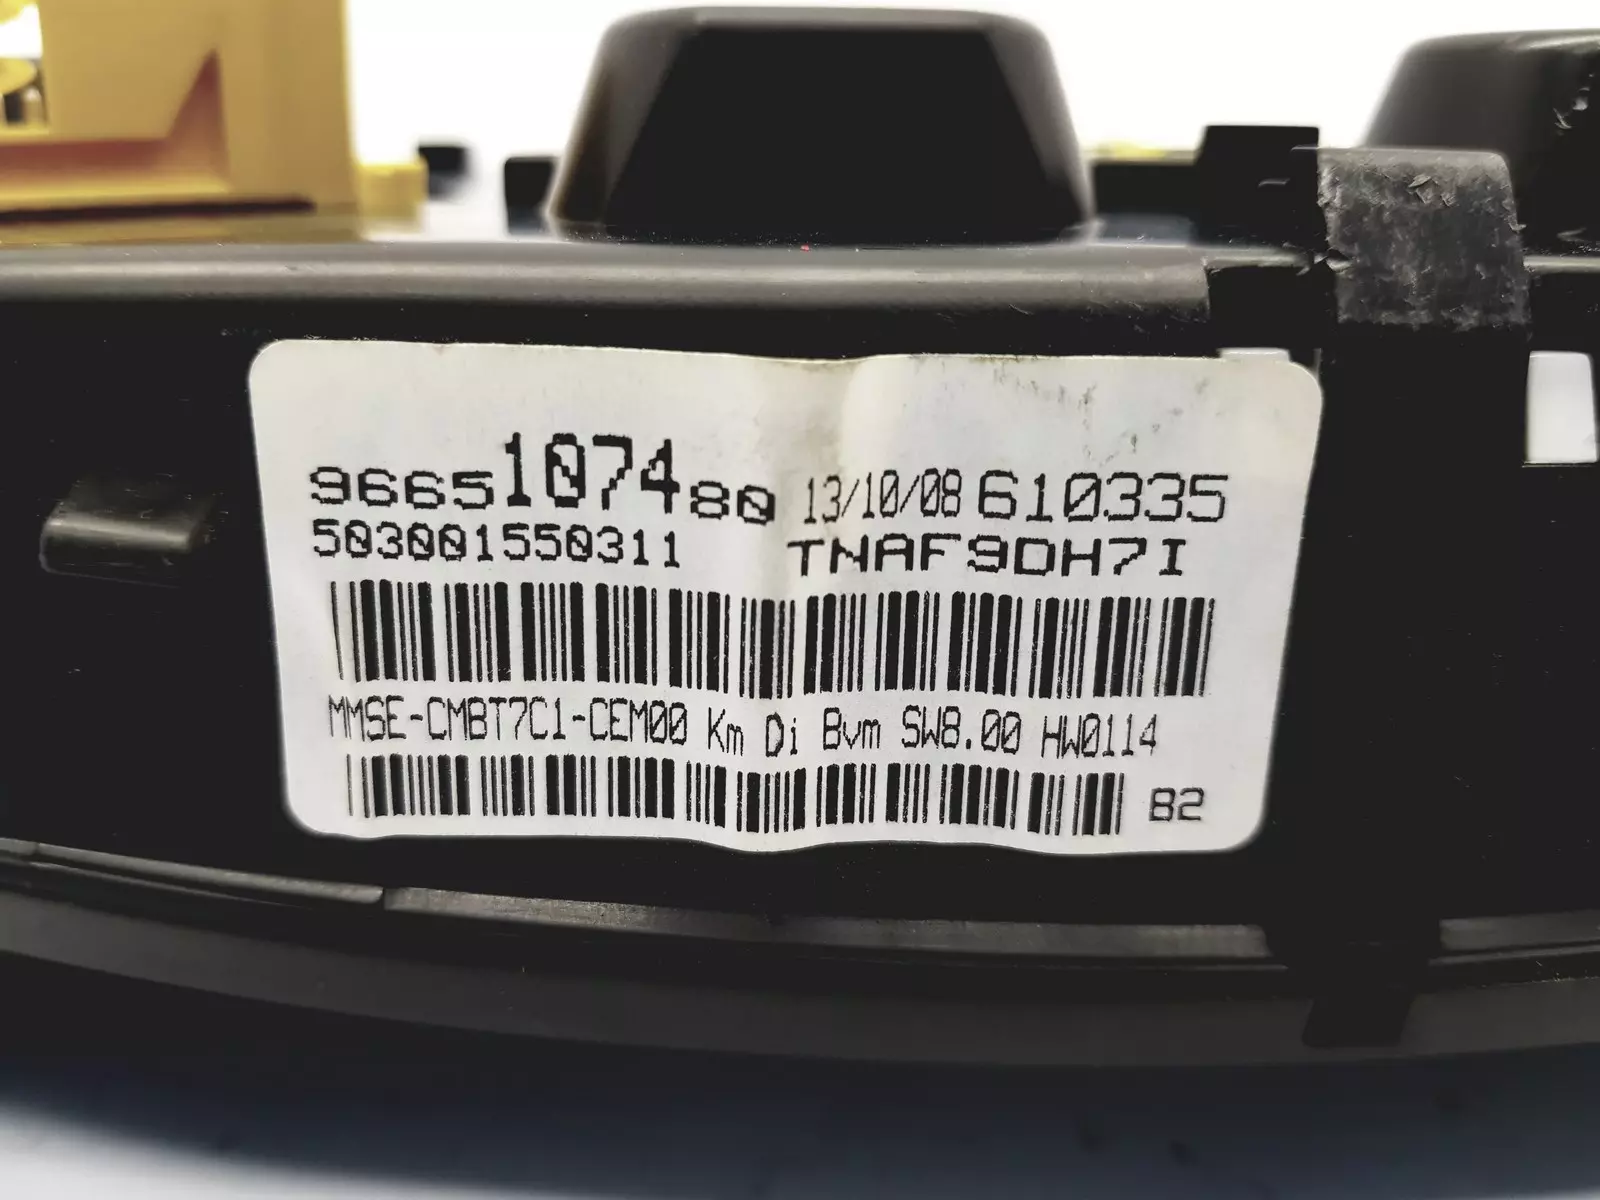 9665107480 13/10/08 610335
503001550311 TNAF9DH7I
MMSE-CMBT7C1-CEM00 Km Di Bvm SW8.00 HW0114
B2